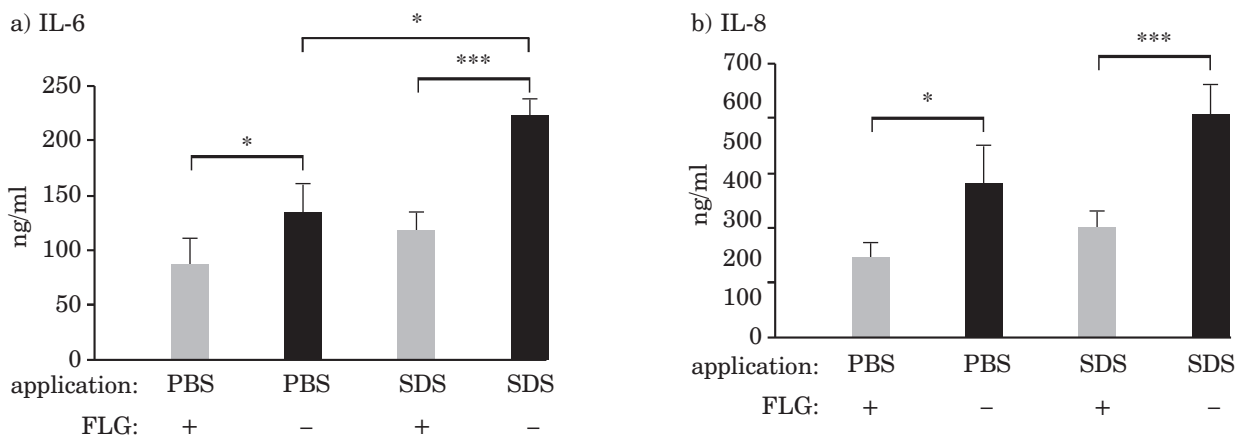 a) IL-6
*
***
*
250
200
150
100
50
0
ng/ml
application: PBS PBS SDS SDS
FLG: + – + –
b) IL-8
***
*
700
600
400
300
200
100
0
ng/ml
application: PBS PBS SDS SDS
FLG: + – + –